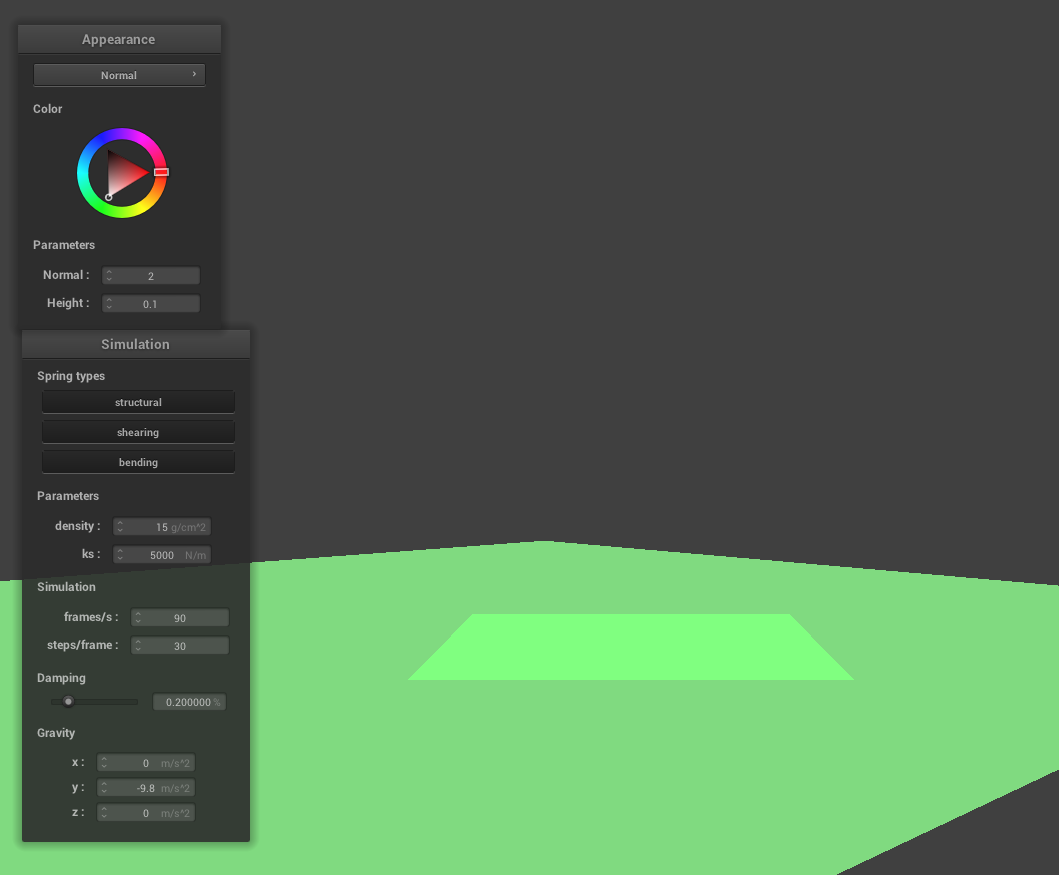 Appearance
Normal
Color
Parameters
Normal : 2
Height : 0.1
Simulation
Spring types
structural
shearing
bending
Parameters
density : 15 g/cm^2
ks : 5000 N/m
Simulation
frames/s : 90
steps/frame : 30
Damping
0.200000 %
Gravity
x : 0 m/s^2
y : -9.8 m/s^2
z : 0 m/s^2